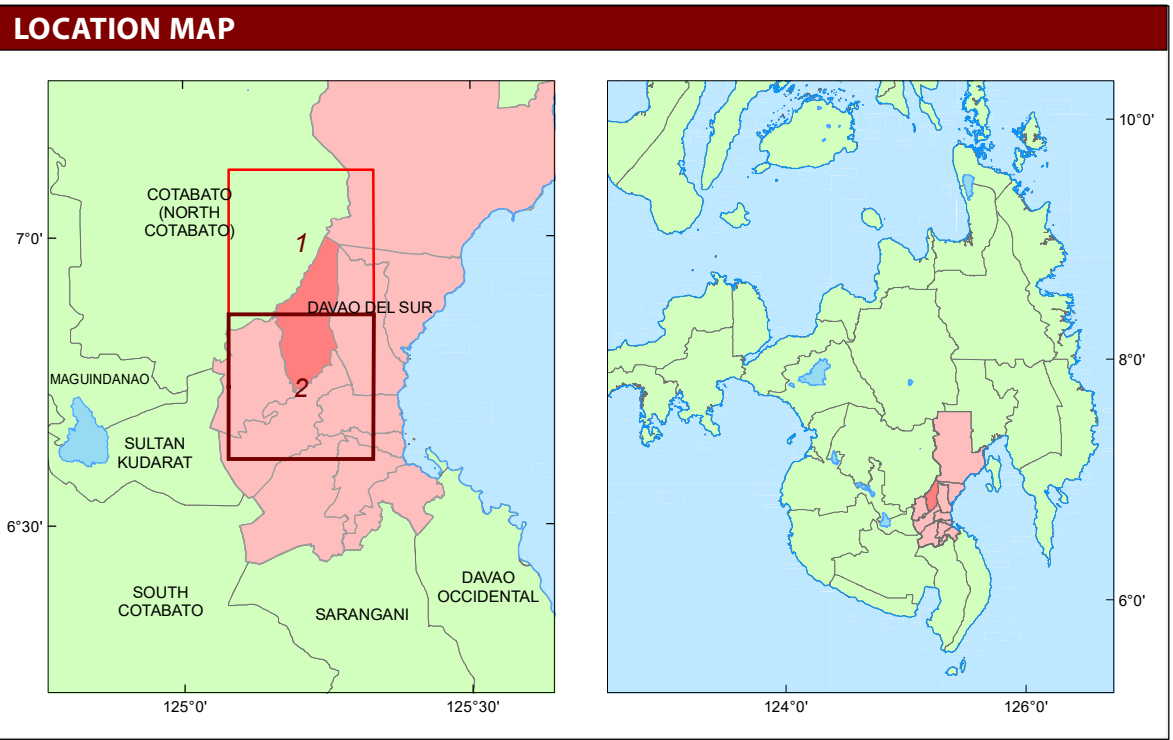 LOCATION MAP
COTABATO
(NORTH
COTABATO)
7°0'
1
DAVAO DEL SUR
MAGUINDANAO
2
SULTAN
KUDARAT
6°30'
SOUTH
COTABATO
SARANGANI
DAVAO
OCCIDENTAL
125°0'
125°30'
10°0'
8°0'
6°0'
124°0'
126°0'